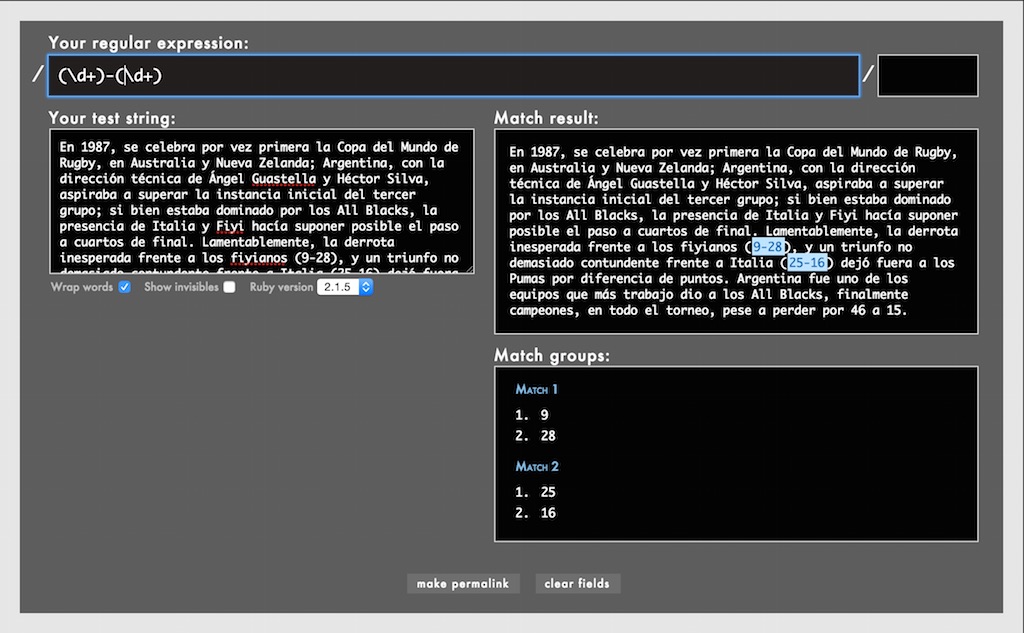 Your regular expression:
/ (\d+)-(\d+) /
Your test string:
En 1987, se celebra por vez primera la Copa del Mundo de
Rugby, en Australia y Nueva Zelanda; Argentina, con la
dirección técnica de Ángel Guastella y Héctor Silva,
aspiraba a superar la instancia inicial del tercer
grupo; si bien estaba dominado por los All Blacks, la
presencia de Italia y Fiyi hacía suponer posible el paso
a cuartos de final. Lamentablemente, la derrota
inesperada frente a los fiyianos (9-28), y un triunfo no
demasiado contundente frente a Italia (25-16) dejó fuera
Wrap words Show invisibles Ruby version 2.1.5
Match result:
En 1987, se celebra por vez primera la Copa del Mundo de Rugby,
en Australia y Nueva Zelanda; Argentina, con la dirección
técnica de Ángel Guastella y Héctor Silva, aspiraba a superar
la instancia inicial del tercer grupo; si bien estaba dominado
por los All Blacks, la presencia de Italia y Fiyi hacía suponer
posible el paso a cuartos de final. Lamentablemente, la derrota
inesperada frente a los fiyianos (9-28), y un triunfo no
demasiado contundente frente a Italia (25-16) dejó fuera a los
Pumas por diferencia de puntos. Argentina fue uno de los
equipos que más trabajo dio a los All Blacks, finalmente
campeones, en todo el torneo, pese a perder por 46 a 15.
Match groups:
Match 1
1. 9
2. 28
Match 2
1. 25
2. 16
make permalink clear fields